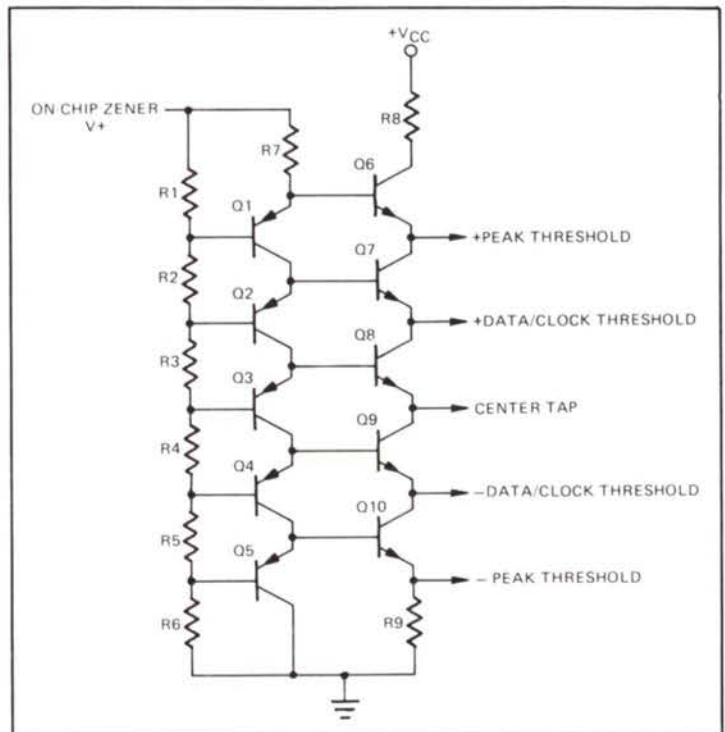 +VCC
ON CHIP ZENER
V+
R8
R7
Q6
R1
Q1
+PEAK THRESHOLD
Q7
R2
Q2
+DATA/CLOCK THRESHOLD
Q8
R3
Q3
CENTER TAP
Q9
R4
Q4
−DATA/CLOCK THRESHOLD
Q10
R5
Q5
− PEAK THRESHOLD
R6
R9